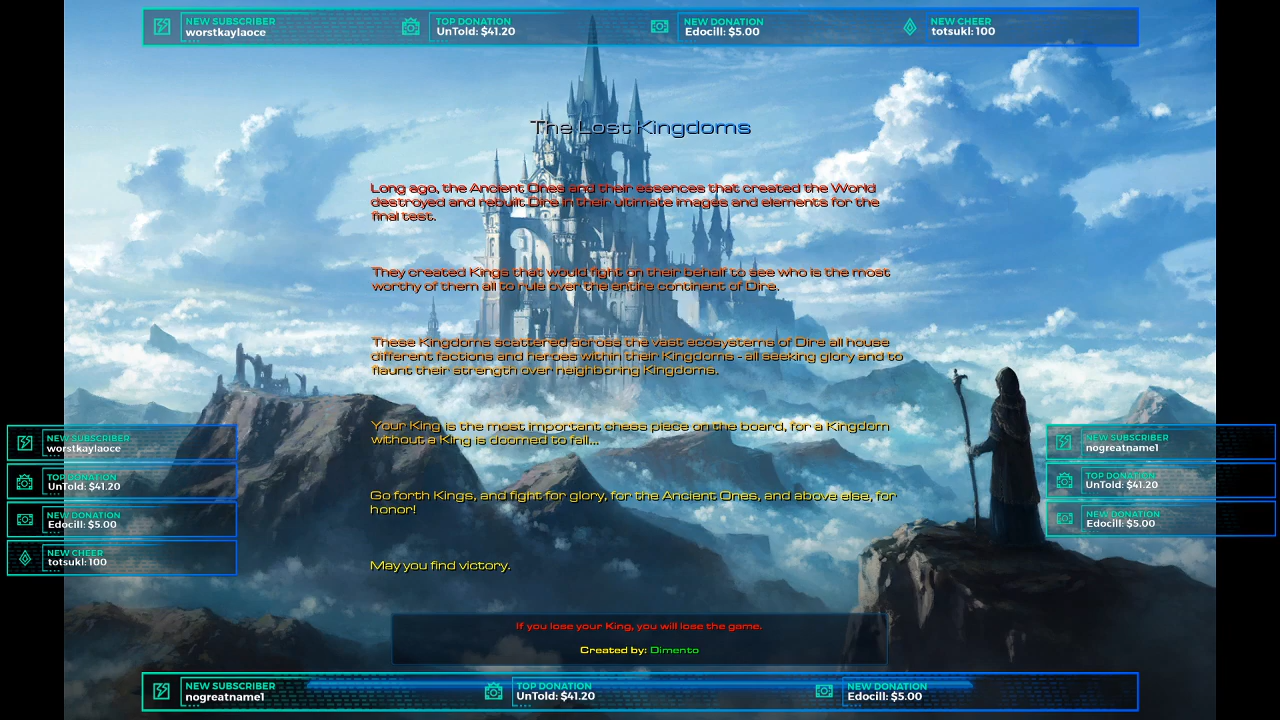 NEW SUBSCRIBER
worstkaylaoce
TOP DONATION
UnTold: $41.20
NEW DONATION
Edocill: $5.00
NEW CHEER
totsukl: 100
The Lost Kingdoms
Long ago, the Ancient Ones and their essences that created the World
destroyed and rebuilt Dire in their ultimate images and elements for the
final test.
They created Kings that would fight on their behalf to see who is the most
worthy of them all to rule over the entire continent of Dire.
These Kingdoms scattered across the vast ecosystems of Dire all house
different factions and heroes within their Kingdoms - all seeking glory and to
flaunt their strength over neighboring Kingdoms.
Your King is the most important chess piece on the board, for a Kingdom
without a King is doomed to fall...
Go forth Kings, and fight for glory, for the Ancient Ones, and above else, for
honor!
May you find victory.
If you lose your King, you will lose the game.
Created by: Dimento
NEW SUBSCRIBER
worstkaylaoce
TOP DONATION
UnTold: $41.20
NEW DONATION
Edocill: $5.00
NEW CHEER
totsukl: 100
NEW SUBSCRIBER
nogreatname1
TOP DONATION
UnTold: $41.20
NEW DONATION
Edocill: $5.00
NEW SUBSCRIBER
nogreatname1
TOP DONATION
UnTold: $41.20
NEW DONATION
Edocill: $5.00